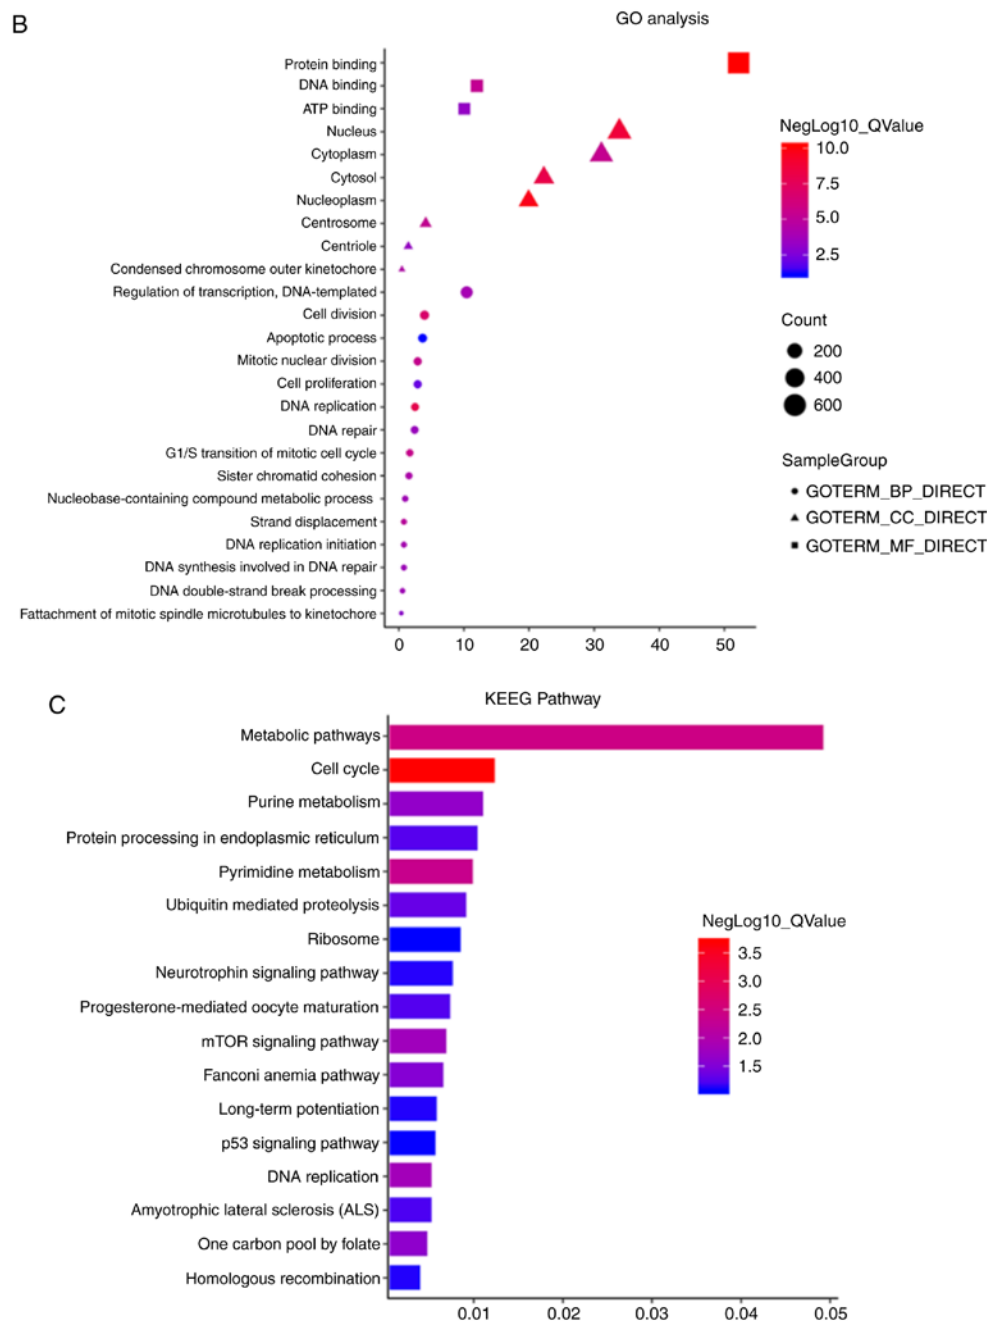 B
GO analysis
Protein binding
DNA binding
ATP binding
Nucleus
Cytoplasm
Cytosol
Nucleoplasm
Centrosome
Centriole
Condensed chromosome outer kinetochore
Regulation of transcription, DNA-templated
Cell division
Apoptotic process
Mitotic nuclear division
Cell proliferation
DNA replication
DNA repair
G1/S transition of mitotic cell cycle
Sister chromatid cohesion
Nucleobase-containing compound metabolic process
Strand displacement
DNA replication initiation
DNA synthesis involved in DNA repair
DNA double-strand break processing
Fattachment of mitotic spindle microtubules to kinetochore
0 10 20 30 40 50
NegLog10_QValue
10.0
7.5
5.0
2.5
Count
200
400
600
SampleGroup
GOTERM_BP_DIRECT
GOTERM_CC_DIRECT
GOTERM_MF_DIRECT
C
KEEG Pathway
Metabolic pathways
Cell cycle
Purine metabolism
Protein processing in endoplasmic reticulum
Pyrimidine metabolism
Ubiquitin mediated proteolysis
Ribosome
Neurotrophin signaling pathway
Progesterone-mediated oocyte maturation
mTOR signaling pathway
Fanconi anemia pathway
Long-term potentiation
p53 signaling pathway
DNA replication
Amyotrophic lateral sclerosis (ALS)
One carbon pool by folate
Homologous recombination
0.01 0.02 0.03 0.04 0.05
NegLog10_QValue
3.5
3.0
2.5
2.0
1.5